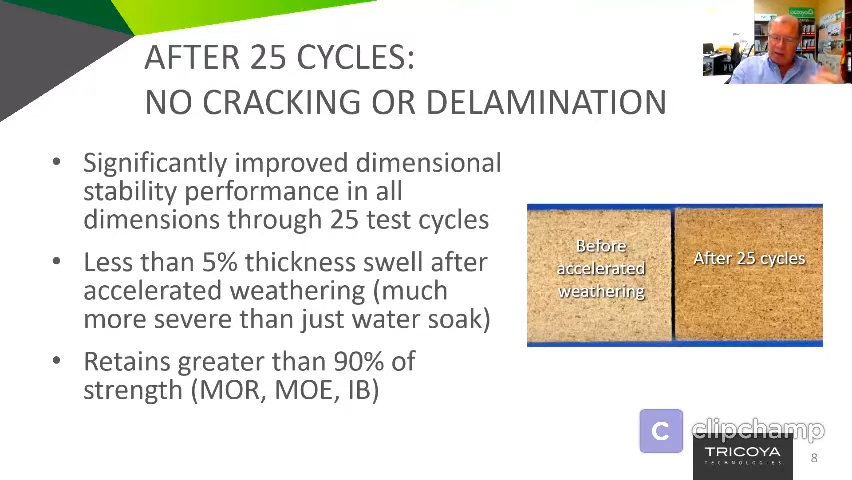 AFTER 25 CYCLES:
NO CRACKING OR DELAMINATION
• Significantly improved dimensional
stability performance in all
dimensions through 25 test cycles
• Less than 5% thickness swell after
accelerated weathering (much
more severe than just water soak)
• Retains greater than 90% of
strength (MOR, MOE, IB)
Before
accelerated
weathering
After 25 cycles
C clipchamp
TRICOYA
TECHNOLOGIES
8